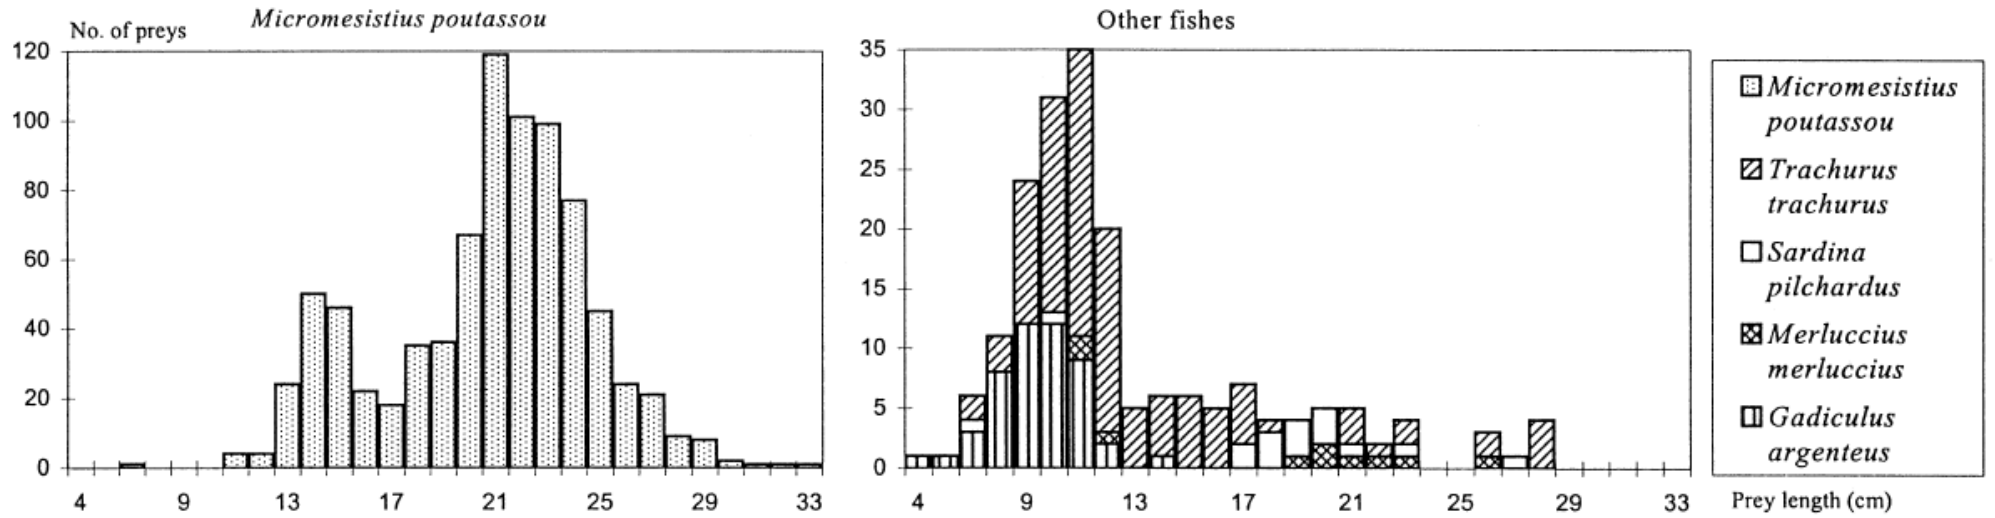 Micromesistius poutassou
Other fishes
No. of preys
120
100
80
60
40
20
0
4 9 13 17 21 25 29 33
35
30
25
20
15
10
5
0
4 9 13 17 21 25 29 33
Micromesistius
poutassou
Trachurus
trachurus
Sardina
pilchardus
Merluccius
merluccius
Gadiculus
argenteus
Prey length (cm)